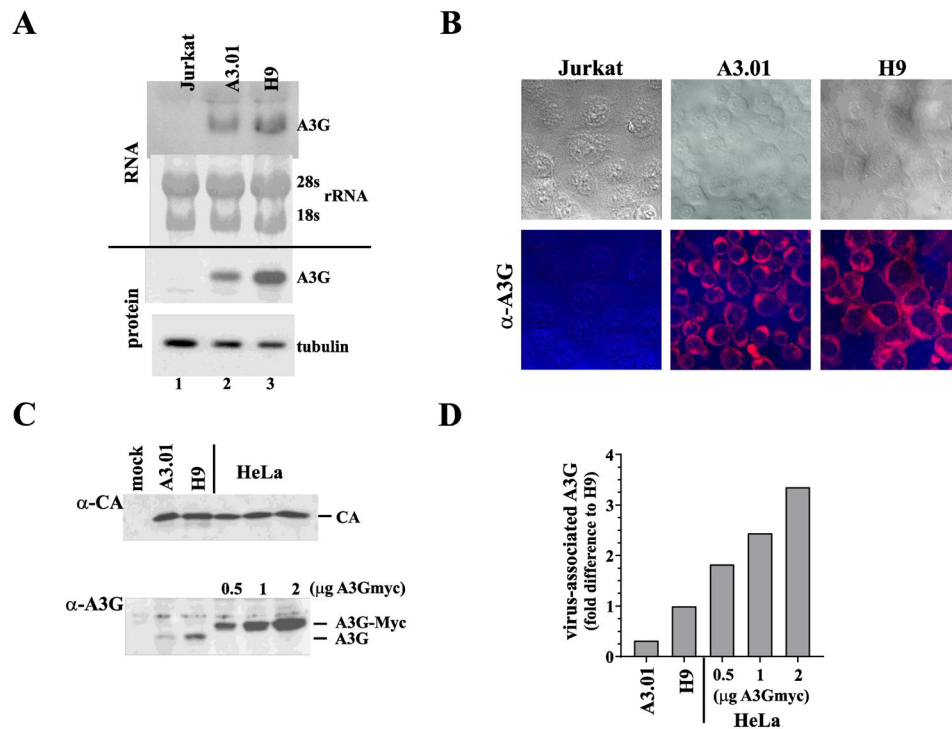 A
Jurkat
A3.01
H9
RNA
A3G
28s
rRNA
18s
protein
A3G
tubulin
1 2 3
B
Jurkat A3.01 H9
α-A3G
C
mock
A3.01
H9
HeLa
α-CA
CA
0.5 1 2 (μg A3Gmyc)
α-A3G
A3G-Myc
A3G
D
virus-associated A3G
(fold difference to H9)
4
3
2
1
0
A3.01
H9
0.5 1 2
(μg A3Gmyc)
HeLa